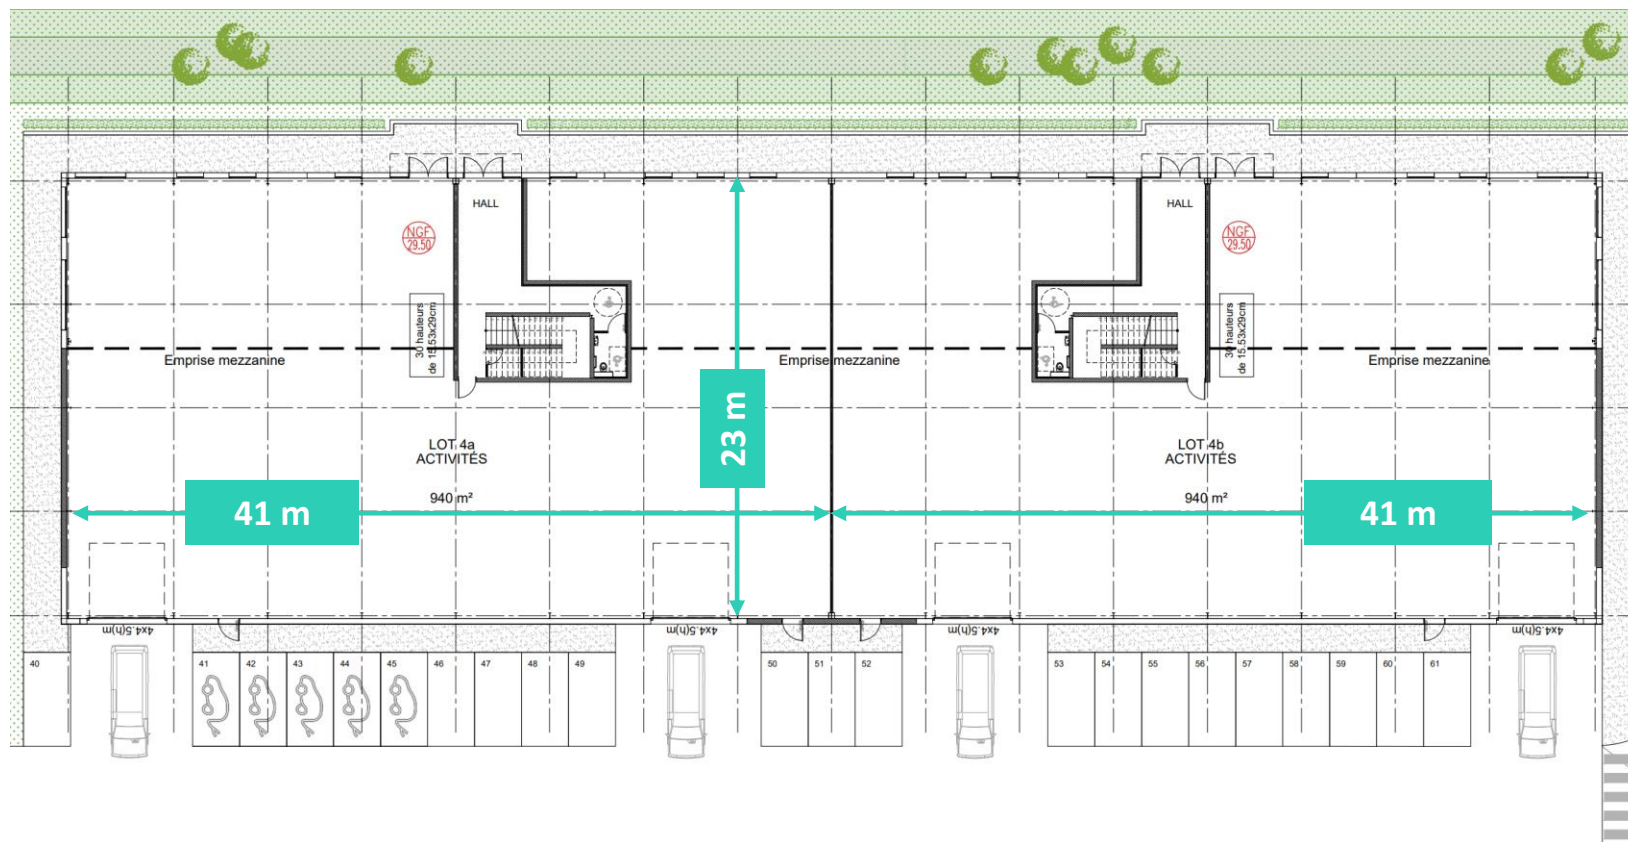 HALL
HALL
NGF
29.50
NGF
29.50
30 hauteurs
de 15.53x29cm
30 hauteurs
de 15.53x29cm
Emprise mezzanine
Emprise mezzanine
Emprise mezzanine
23 m
LOT 4a
ACTIVITÉS
940 m²
LOT 4b
ACTIVITÉS
940 m²
41 m
41 m
4x4.5(h)m
4x4.5(h)m
4x4.5(h)m
4x4.5(h)m
40
41
42
43
44
45
46
47
48
49
50
51
52
53
54
55
56
57
58
59
60
61